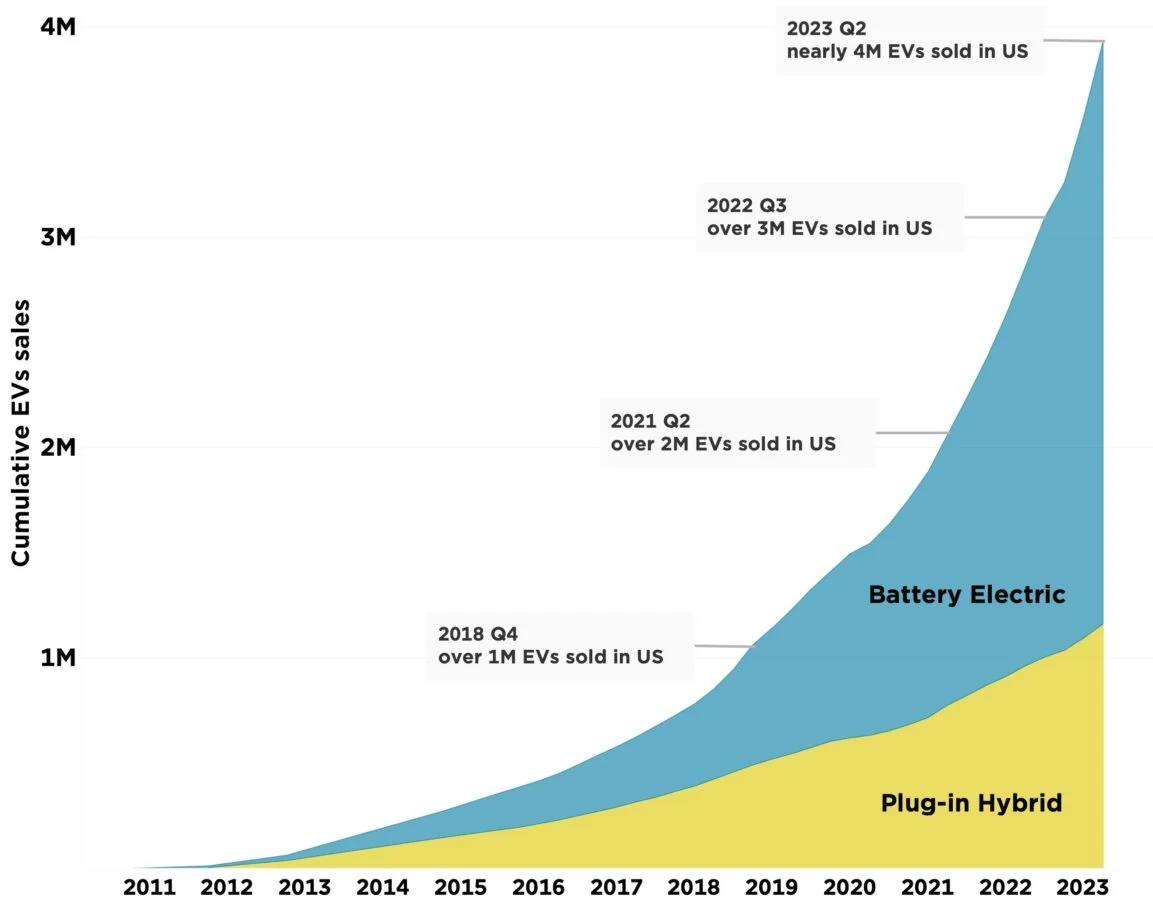 4M
2023 Q2
nearly 4M EVs sold in US
2022 Q3
over 3M EVs sold in US
3M
Cumulative EVs sales
2021 Q2
over 2M EVs sold in US
2M
Battery Electric
2018 Q4
over 1M EVs sold in US
1M
Plug-in Hybrid
2011 2012 2013 2014 2015 2016 2017 2018 2019 2020 2021 2022 2023